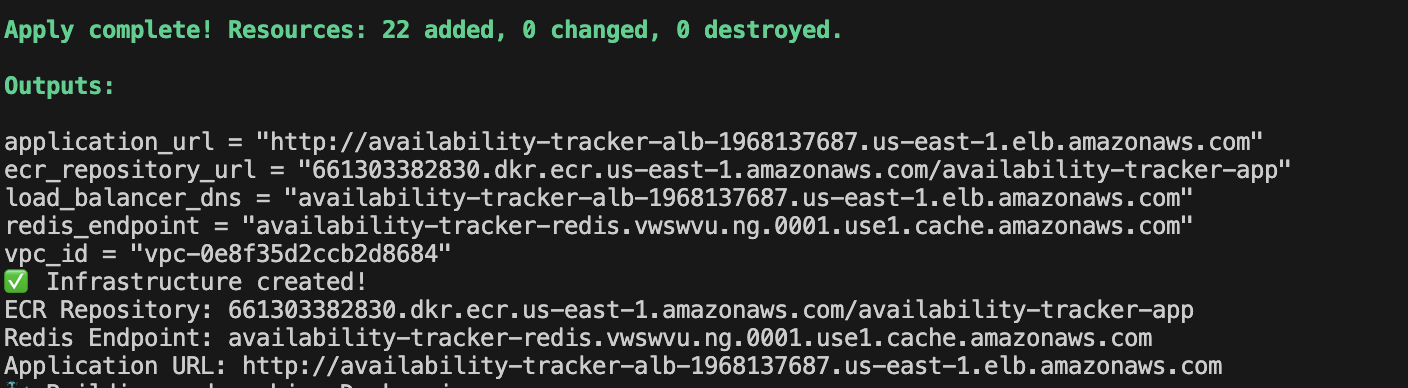 Apply complete! Resources: 22 added, 0 changed, 0 destroyed.
Outputs:
application_url = "http://availability-tracker-alb-1968137687.us-east-1.elb.amazonaws.com"
ecr_repository_url = "661303382830.dkr.ecr.us-east-1.amazonaws.com/availability-tracker-app"
load_balancer_dns = "availability-tracker-alb-1968137687.us-east-1.elb.amazonaws.com"
redis_endpoint = "availability-tracker-redis.vwswvu.ng.0001.use1.cache.amazonaws.com"
vpc_id = "vpc-0e8f35d2ccb2d8684"
✅ Infrastructure created!
ECR Repository: 661303382830.dkr.ecr.us-east-1.amazonaws.com/availability-tracker-app
Redis Endpoint: availability-tracker-redis.vwswvu.ng.0001.use1.cache.amazonaws.com
Application URL: http://availability-tracker-alb-1968137687.us-east-1.elb.amazonaws.com